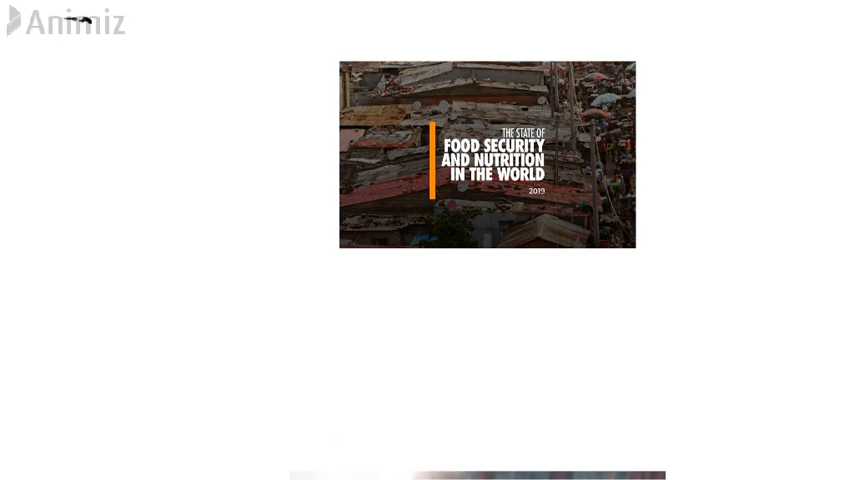 Animiz
THE STATE OF
FOOD SECURITY
AND NUTRITION
IN THE WORLD
2019